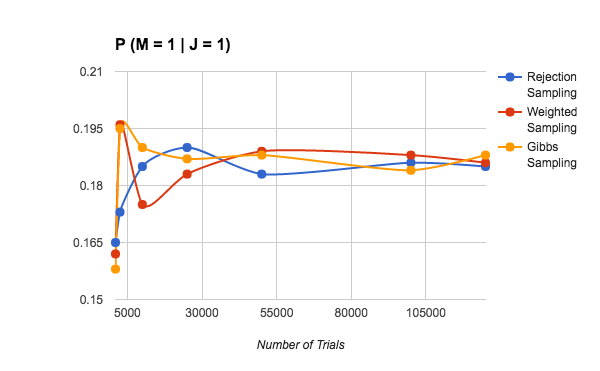 P (M = 1 | J = 1)
0.21
0.195
0.18
0.165
0.15
5000 30000 55000 80000 105000
Number of Trials
Rejection
Sampling
Weighted
Sampling
Gibbs
Sampling